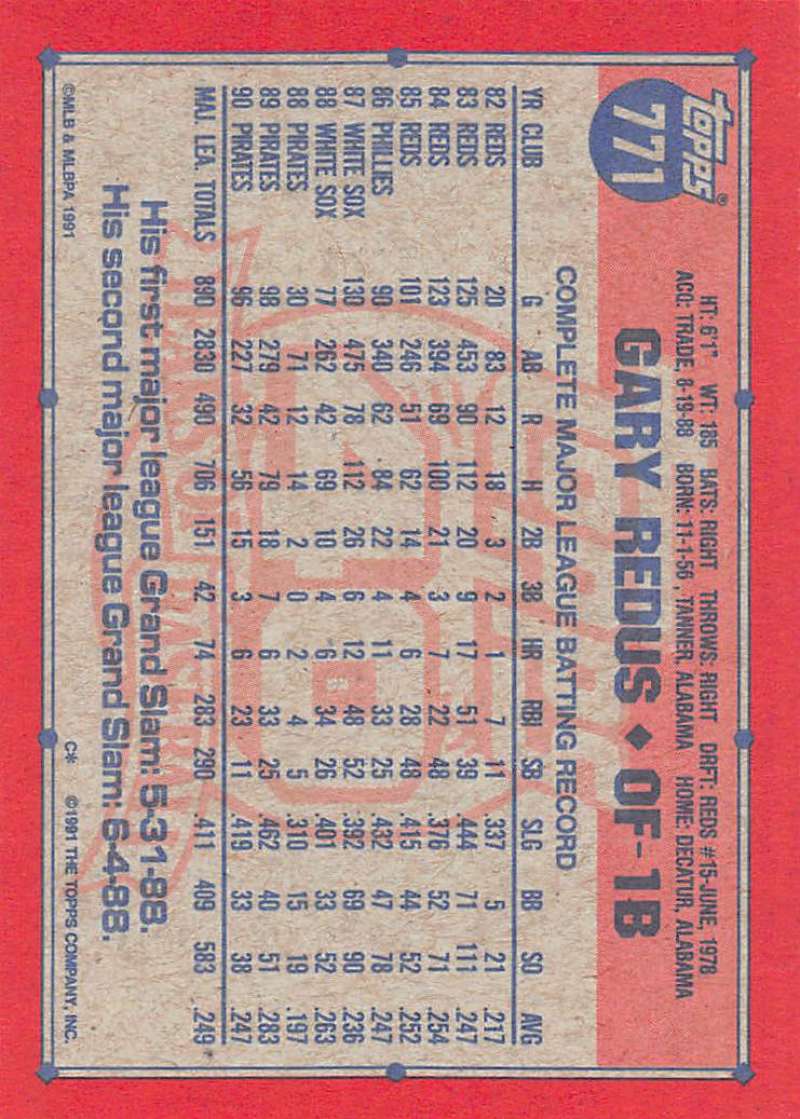 Topps®
771
HT: 6'1" WT: 185 BATS: RIGHT THROWS: RIGHT DRFT: REDS #15-JUNE, 1978
ACQ: TRADE, 8-19-88 BORN: 11-1-56, TANNER, ALABAMA HOME: DECATUR, ALABAMA
GARY REDUS ♦ OF-1B
COMPLETE MAJOR LEAGUE BATTING RECORD
YR CLUB G AB R H 2B 3B HR RBI SB SLG BB SO AVG
82 REDS 20 83 12 18 3 2 1 7 11 .337 5 21 .217
83 REDS 125 453 90 112 20 9 17 51 39 .444 71 111 .247
84 REDS 123 394 69 100 21 3 7 22 48 .376 52 71 .254
85 REDS 101 246 51 62 14 4 6 28 48 .415 44 52 .252
86 PHILLIES 90 340 62 84 22 4 11 33 25 .432 47 78 .247
87 WHITE SOX 130 475 78 112 26 6 12 48 52 .392 69 90 .236
88 WHITE SOX 77 262 42 69 10 4 6 34 26 .401 33 52 .263
88 PIRATES 30 71 12 14 2 0 2 4 5 .310 15 19 .197
89 PIRATES 98 279 42 79 18 7 6 33 25 .462 40 51 .283
90 PIRATES 96 227 32 56 15 3 6 23 11 .419 33 38 .247
MAJ. LEA. TOTALS 890 2830 490 706 151 42 74 283 290 .411 409 583 .249
His first major league Grand Slam: 5-31-88.
His second major league Grand Slam: 6-4-88.
©MLB & MLBPA 1991 C* ©1991 THE TOPPS COMPANY, INC.